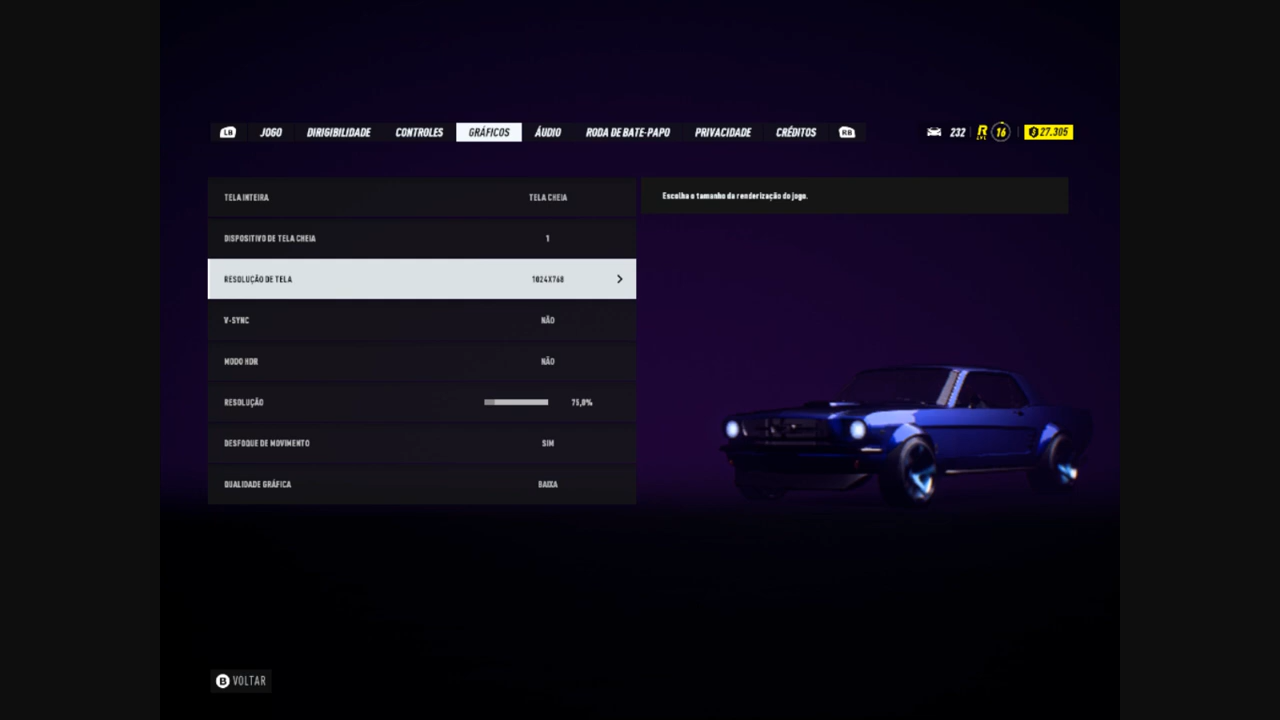 LB JOGO DIRIGIBILIDADE CONTROLES GRÁFICOS ÁUDIO RODA DE BATE-PAPO PRIVACIDADE CRÉDITOS RB 232 R LVL 16 27.305
TELA INTEIRA TELA CHEIA
Escolha o tamanho da renderização do jogo.
DISPOSITIVO DE TELA CHEIA 1
RESOLUÇÃO DE TELA 1024X768
V-SYNC NÃO
MODO HDR NÃO
RESOLUÇÃO 75,0%
DESFOQUE DE MOVIMENTO SIM
QUALIDADE GRÁFICA BAIXA
B VOLTAR